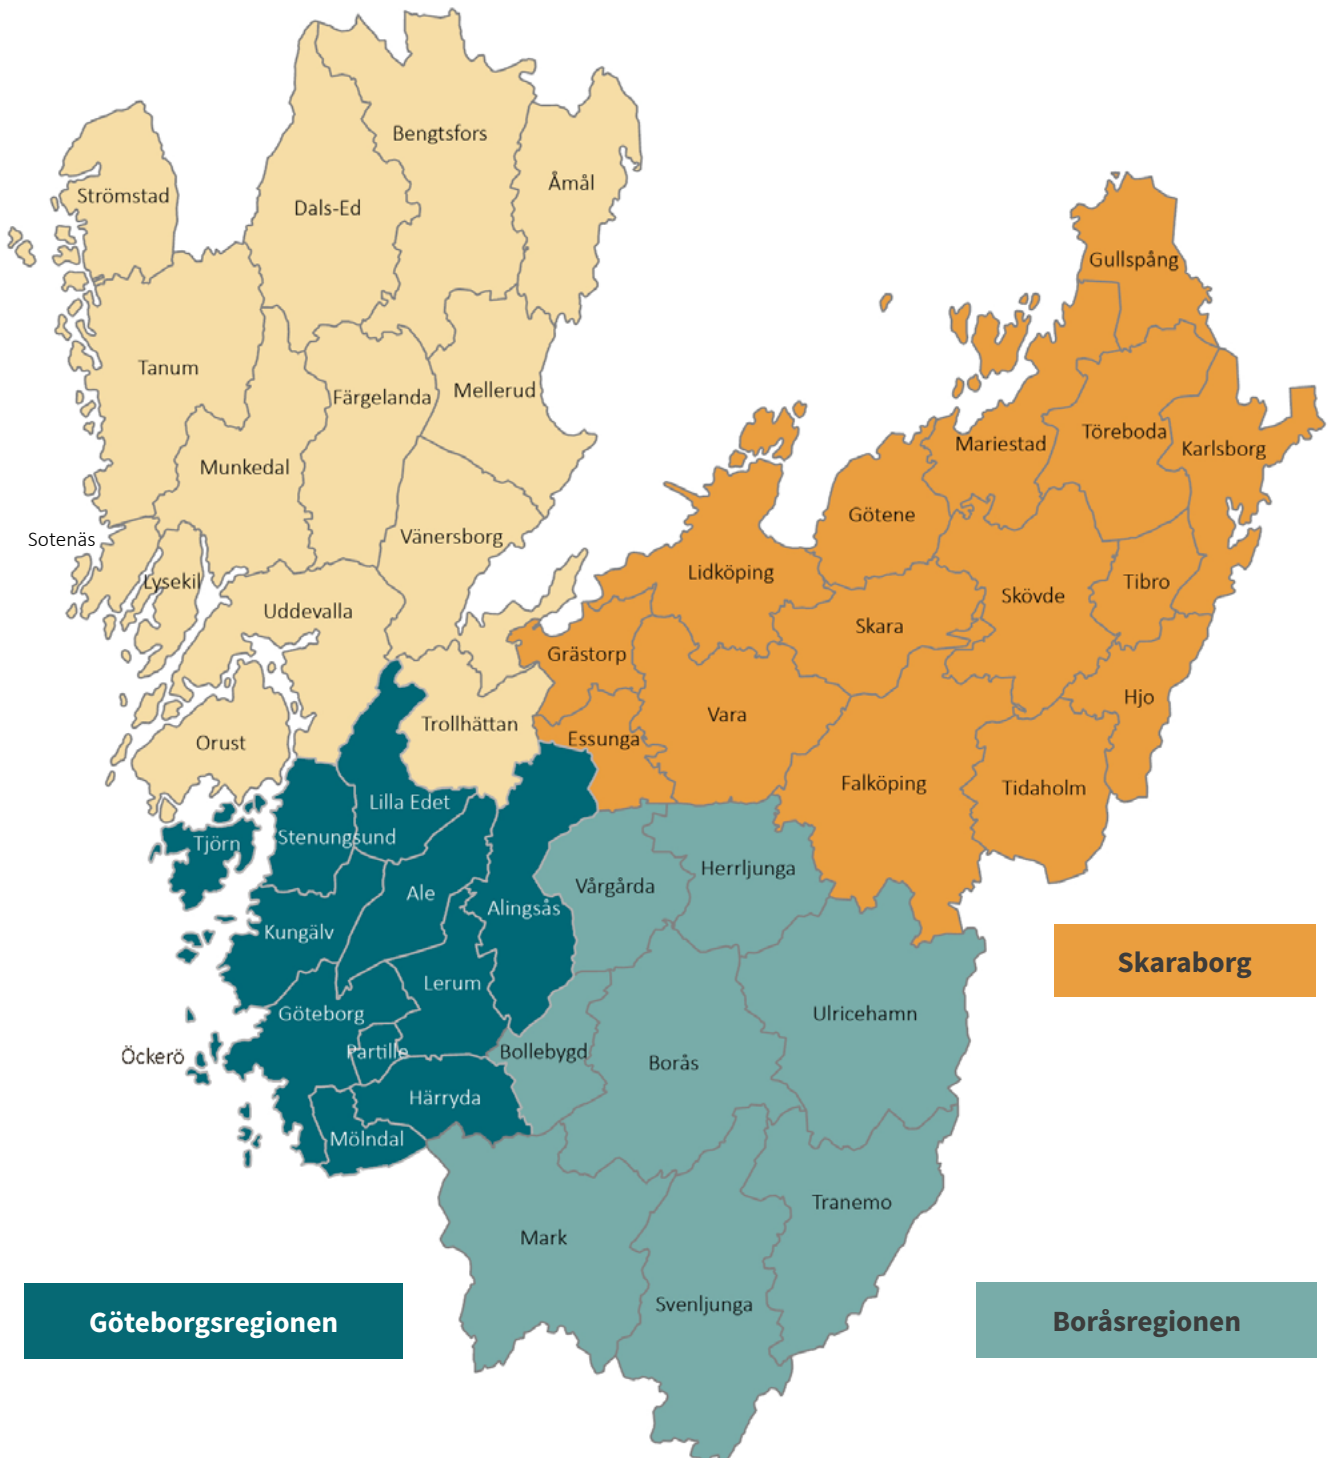 Bengtsfors
Åmål
Strömstad
Dals-Ed
Gullspång
Tanum
Färgelanda
Mellerud
Mariestad
Töreboda
Karlsborg
Munkedal
Götene
Sotenäs
Vänersborg
Lysekil
Lidköping
Tibro
Skövde
Uddevalla
Skara
Grästorp
Hjo
Vara
Trollhättan
Orust
Essunga
Falköping
Tidaholm
Lilla Edet
Stenungsund
Tjörn
Herrljunga
Vårgårda
Ale
Alingsås
Kungälv
Skaraborg
Lerum
Göteborg
Ulricehamn
Partille
Bollebygd
Öckerö
Borås
Härryda
Mölndal
Tranemo
Mark
Svenljunga
Göteborgsregionen
Boråsregionen